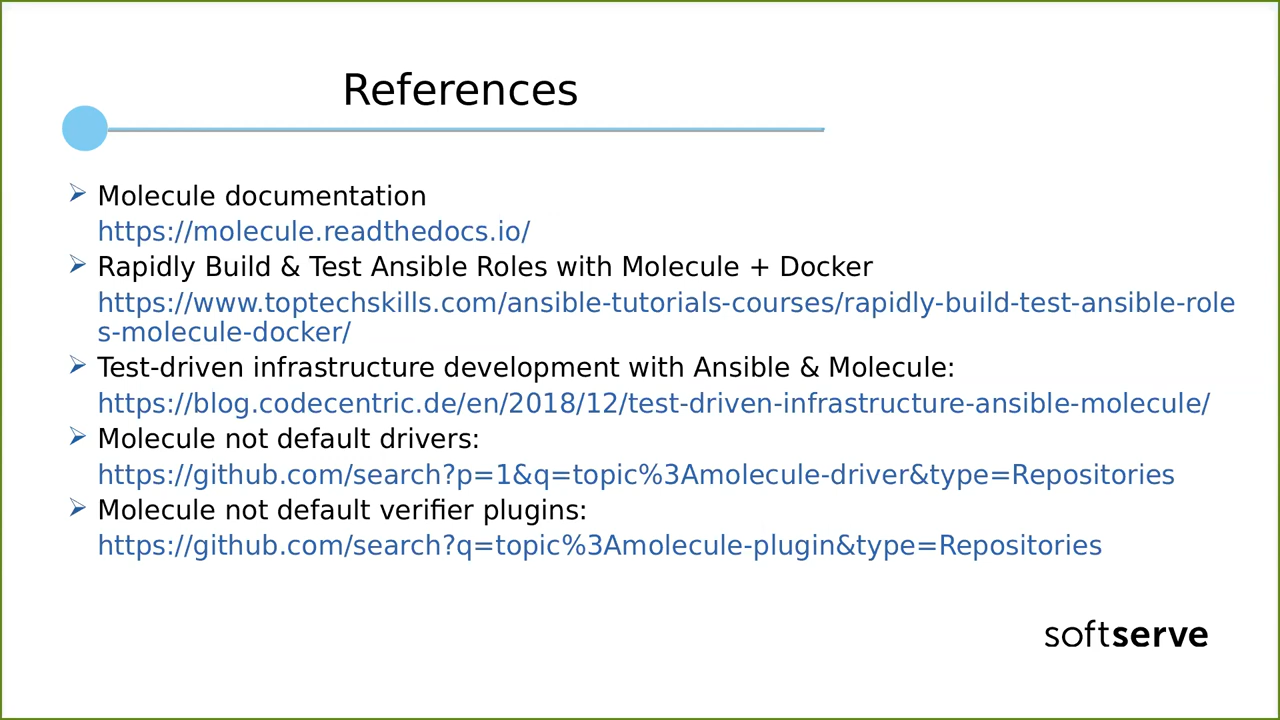 References
Molecule documentation
https://molecule.readthedocs.io/
Rapidly Build & Test Ansible Roles with Molecule + Docker
https://www.toptechskills.com/ansible-tutorials-courses/rapidly-build-test-ansible-role
s-molecule-docker/
Test-driven infrastructure development with Ansible & Molecule:
https://blog.codecentric.de/en/2018/12/test-driven-infrastructure-ansible-molecule/
Molecule not default drivers:
https://github.com/search?p=1&q=topic%3Amolecule-driver&type=Repositories
Molecule not default verifier plugins:
https://github.com/search?q=topic%3Amolecule-plugin&type=Repositories
softserve